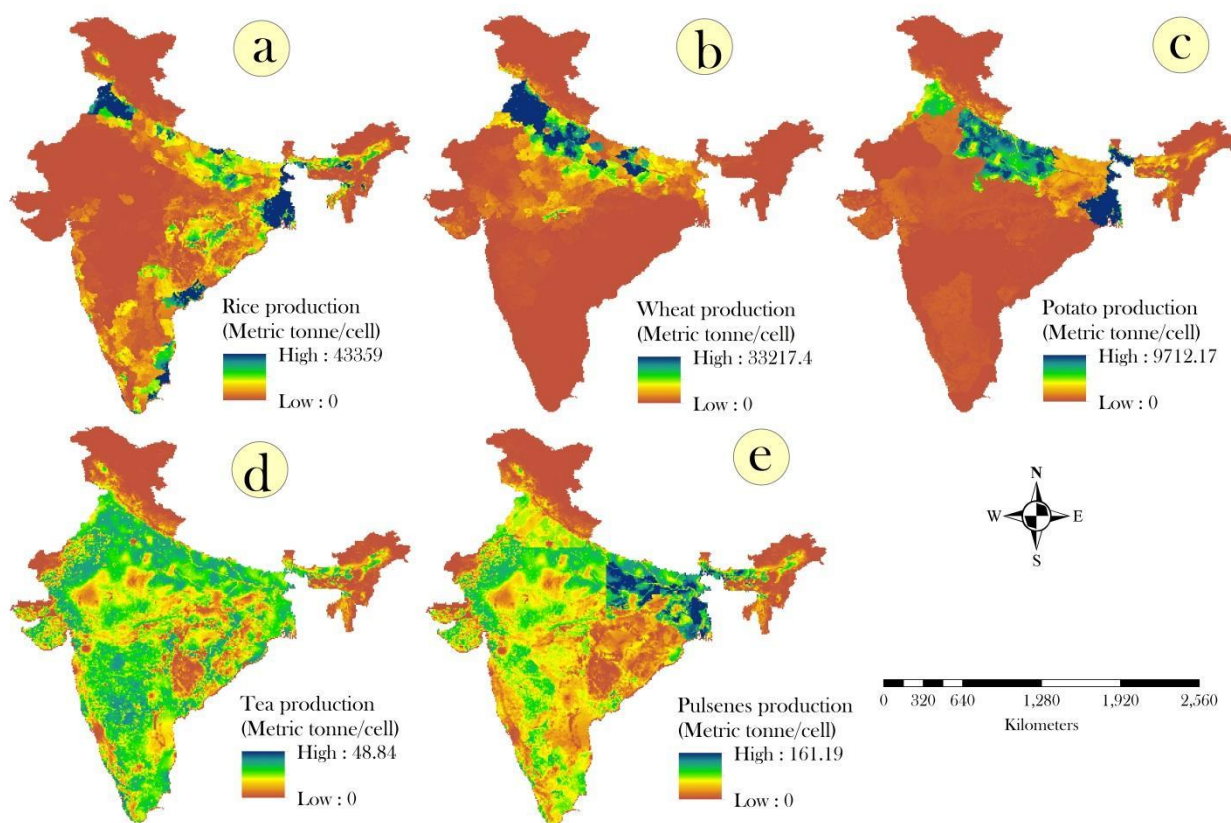 a
b
c
Rice production
(Metric tonne/cell)
High : 43359
Low : 0
Wheat production
(Metric tonne/cell)
High : 33217.4
Low : 0
Potato production
(Metric tonne/cell)
High : 9712.17
Low : 0
d
e
N
W
E
S
Tea production
(Metric tonne/cell)
High : 48.84
Low : 0
Pulsenes production
(Metric tonne/cell)
High : 161.19
Low : 0
0 320 640 1,280 1,920 2,560
Kilometers